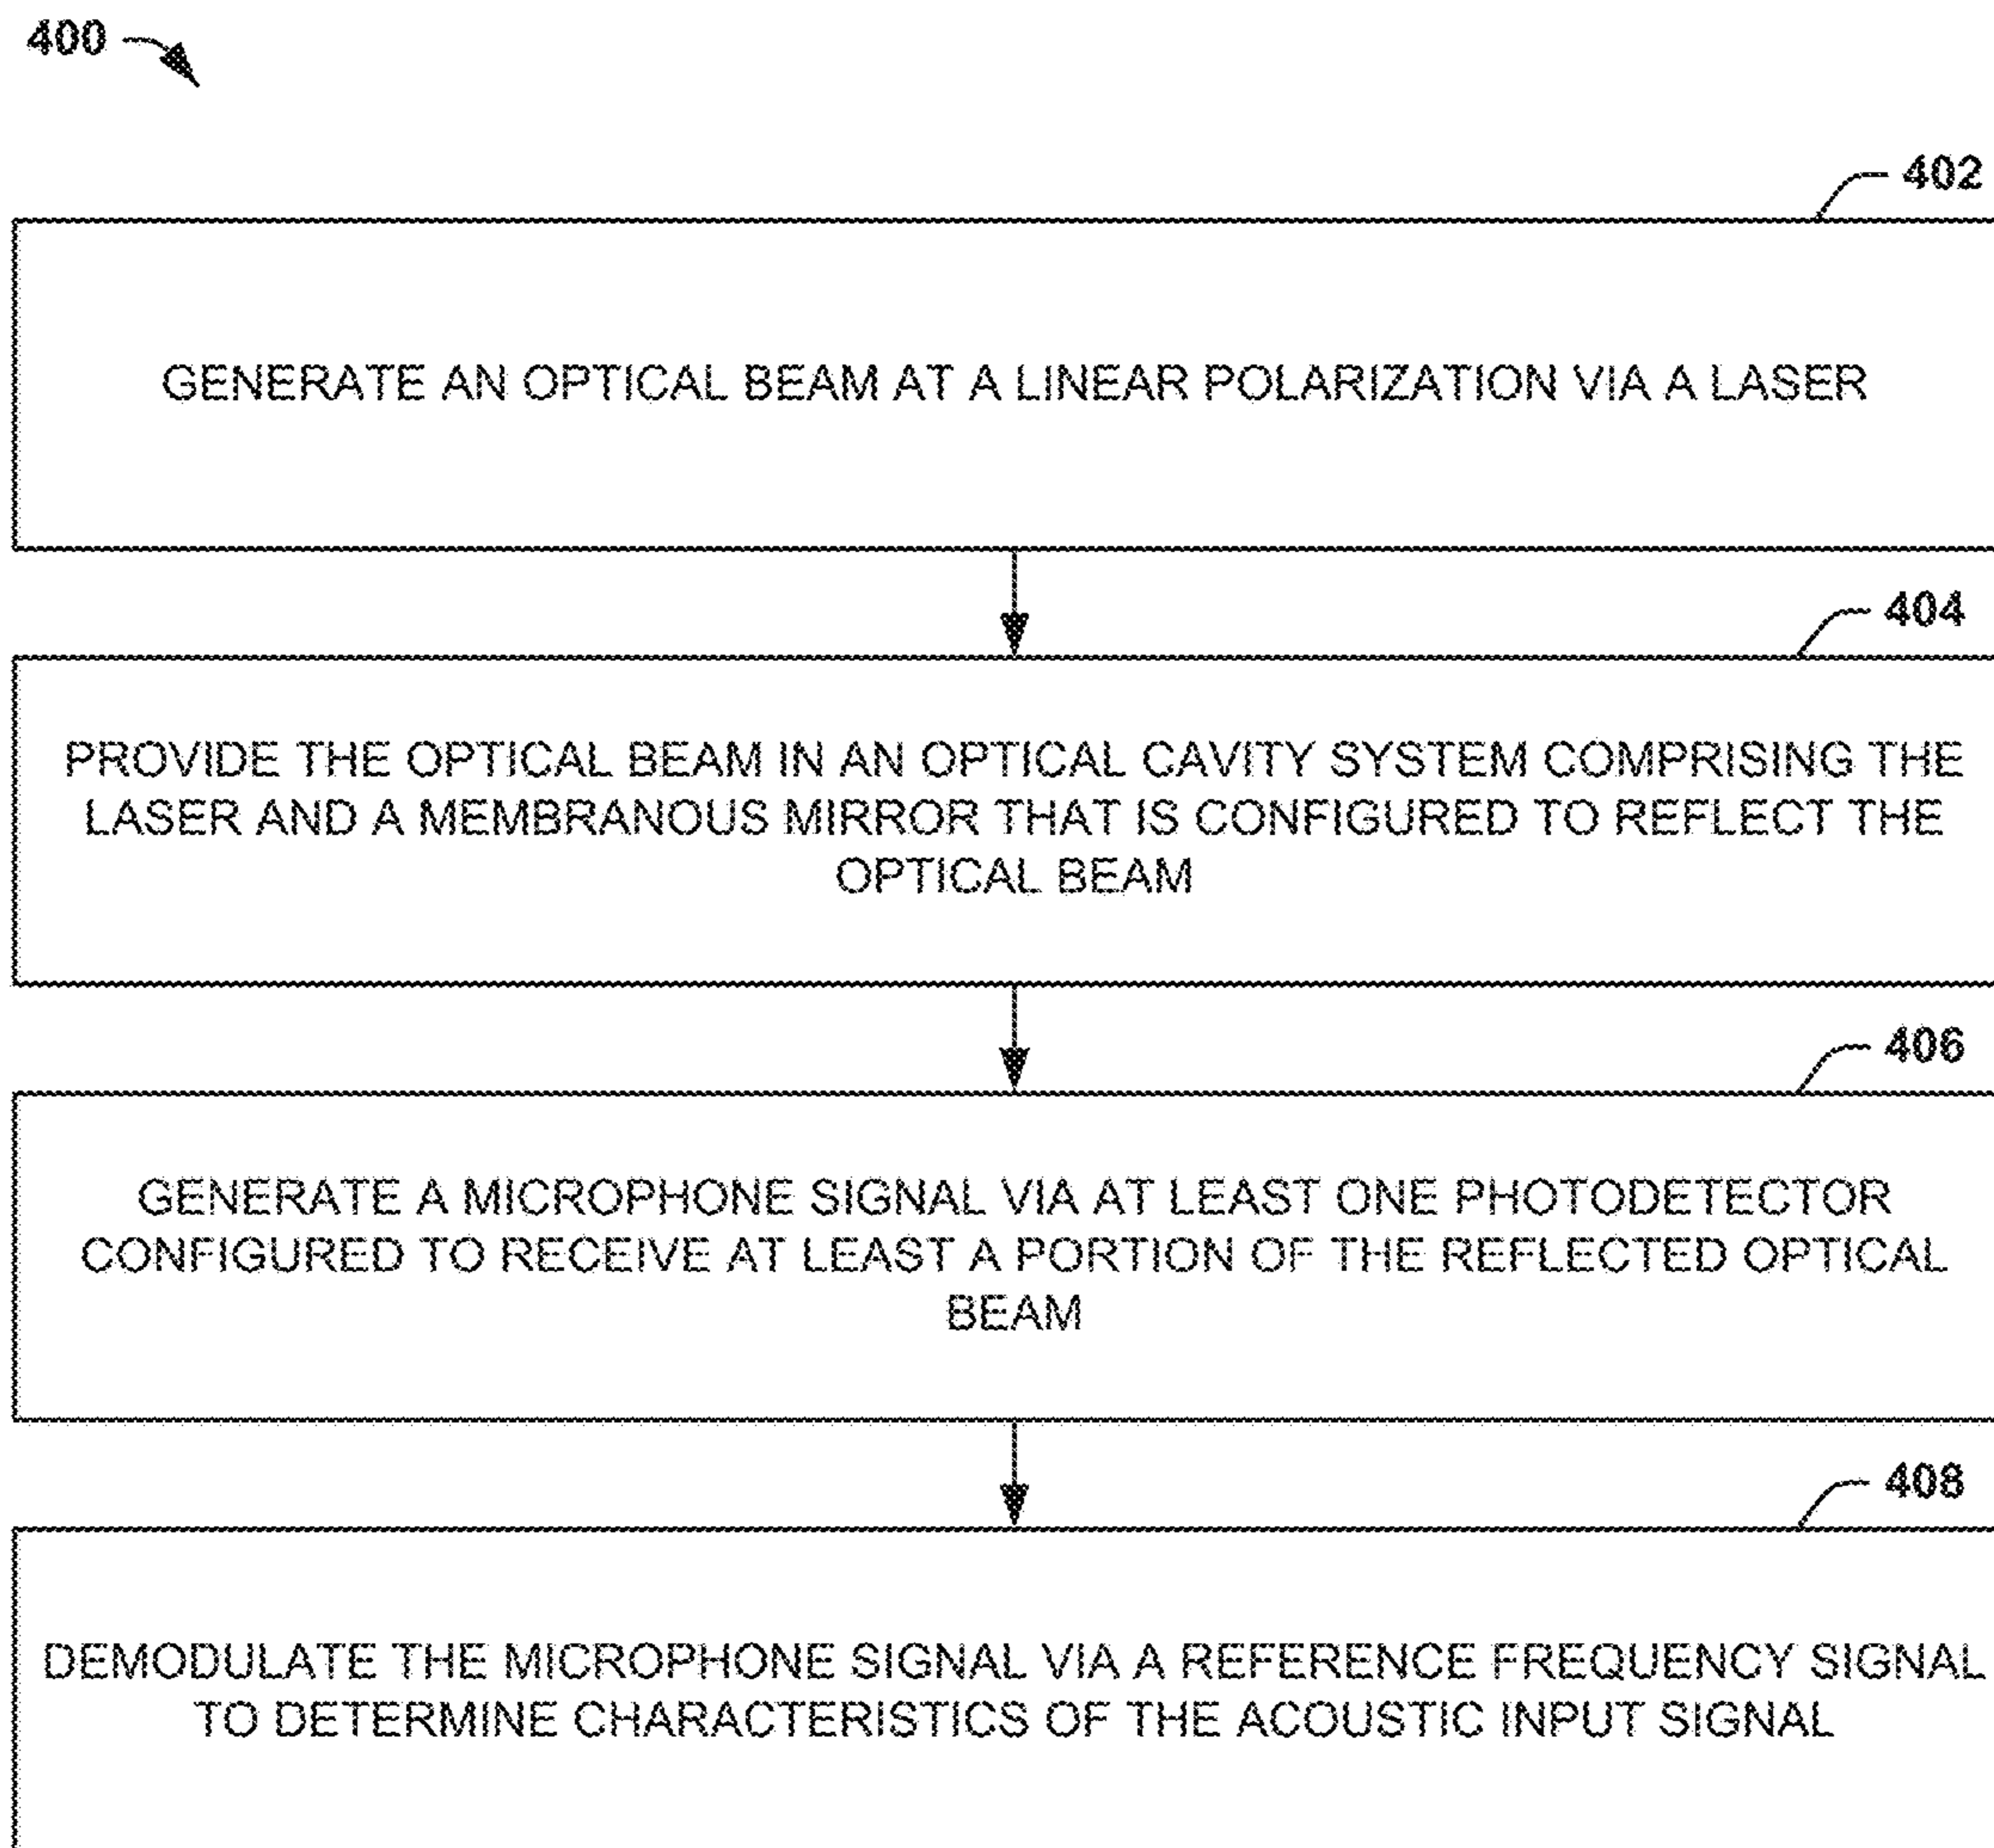 400
402
GENERATE AN OPTICAL BEAM AT A LINEAR POLARIZATION VIA A LASER
404
PROVIDE THE OPTICAL BEAM IN AN OPTICAL CAVITY SYSTEM COMPRISING THE
LASER AND A MEMBRANOUS MIRROR THAT IS CONFIGURED TO REFLECT THE
OPTICAL BEAM
406
GENERATE A MICROPHONE SIGNAL VIA AT LEAST ONE PHOTODETECTOR
CONFIGURED TO RECEIVE AT LEAST A PORTION OF THE REFLECTED OPTICAL
BEAM
408
DEMODULATE THE MICROPHONE SIGNAL VIA A REFERENCE FREQUENCY SIGNAL
TO DETERMINE CHARACTERISTICS OF THE ACOUSTIC INPUT SIGNAL